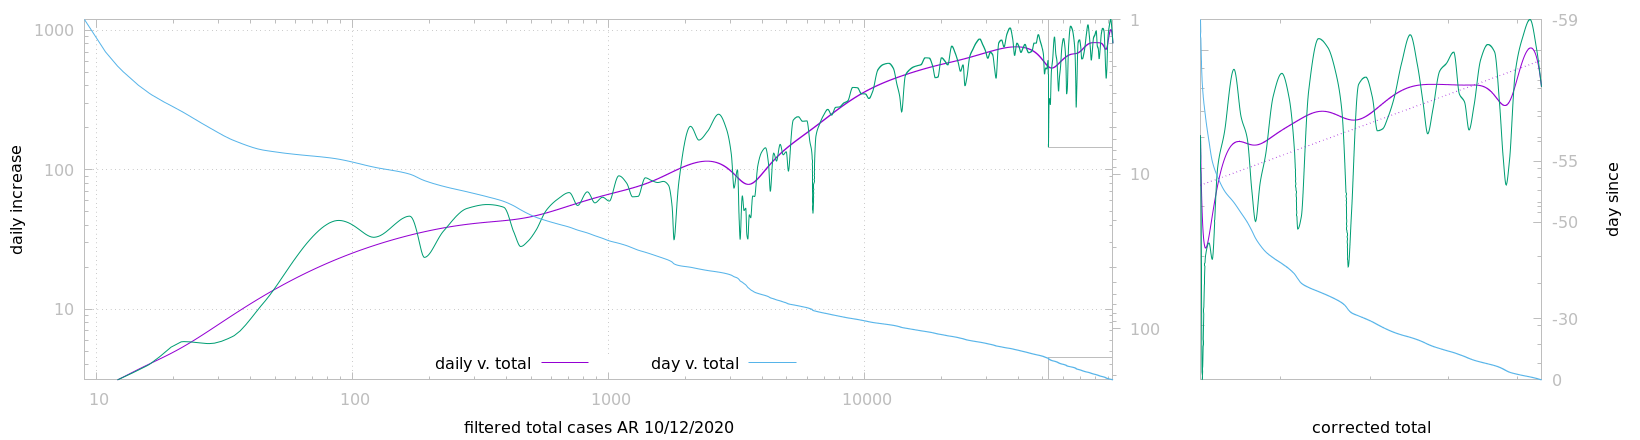 1000
100
10
daily increase
10
100
1000
10000
filtered total cases AR 10/12/2020
daily v. total
day v. total
1
10
100
-59
-55
-50
-30
0
day since
corrected total